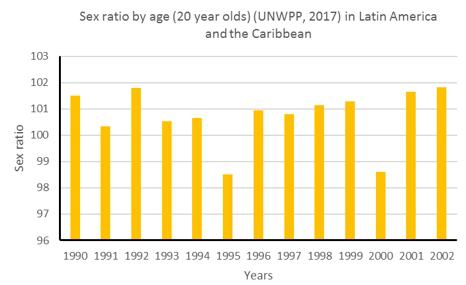 Sex ratio by age (20 year olds) (UNWPP, 2017) in Latin America
and the Caribbean
103
102
101
100
99
98
97
96
Sex ratio
1990 1991 1992 1993 1994 1995 1996 1997 1998 1999 2000 2001 2002
Years